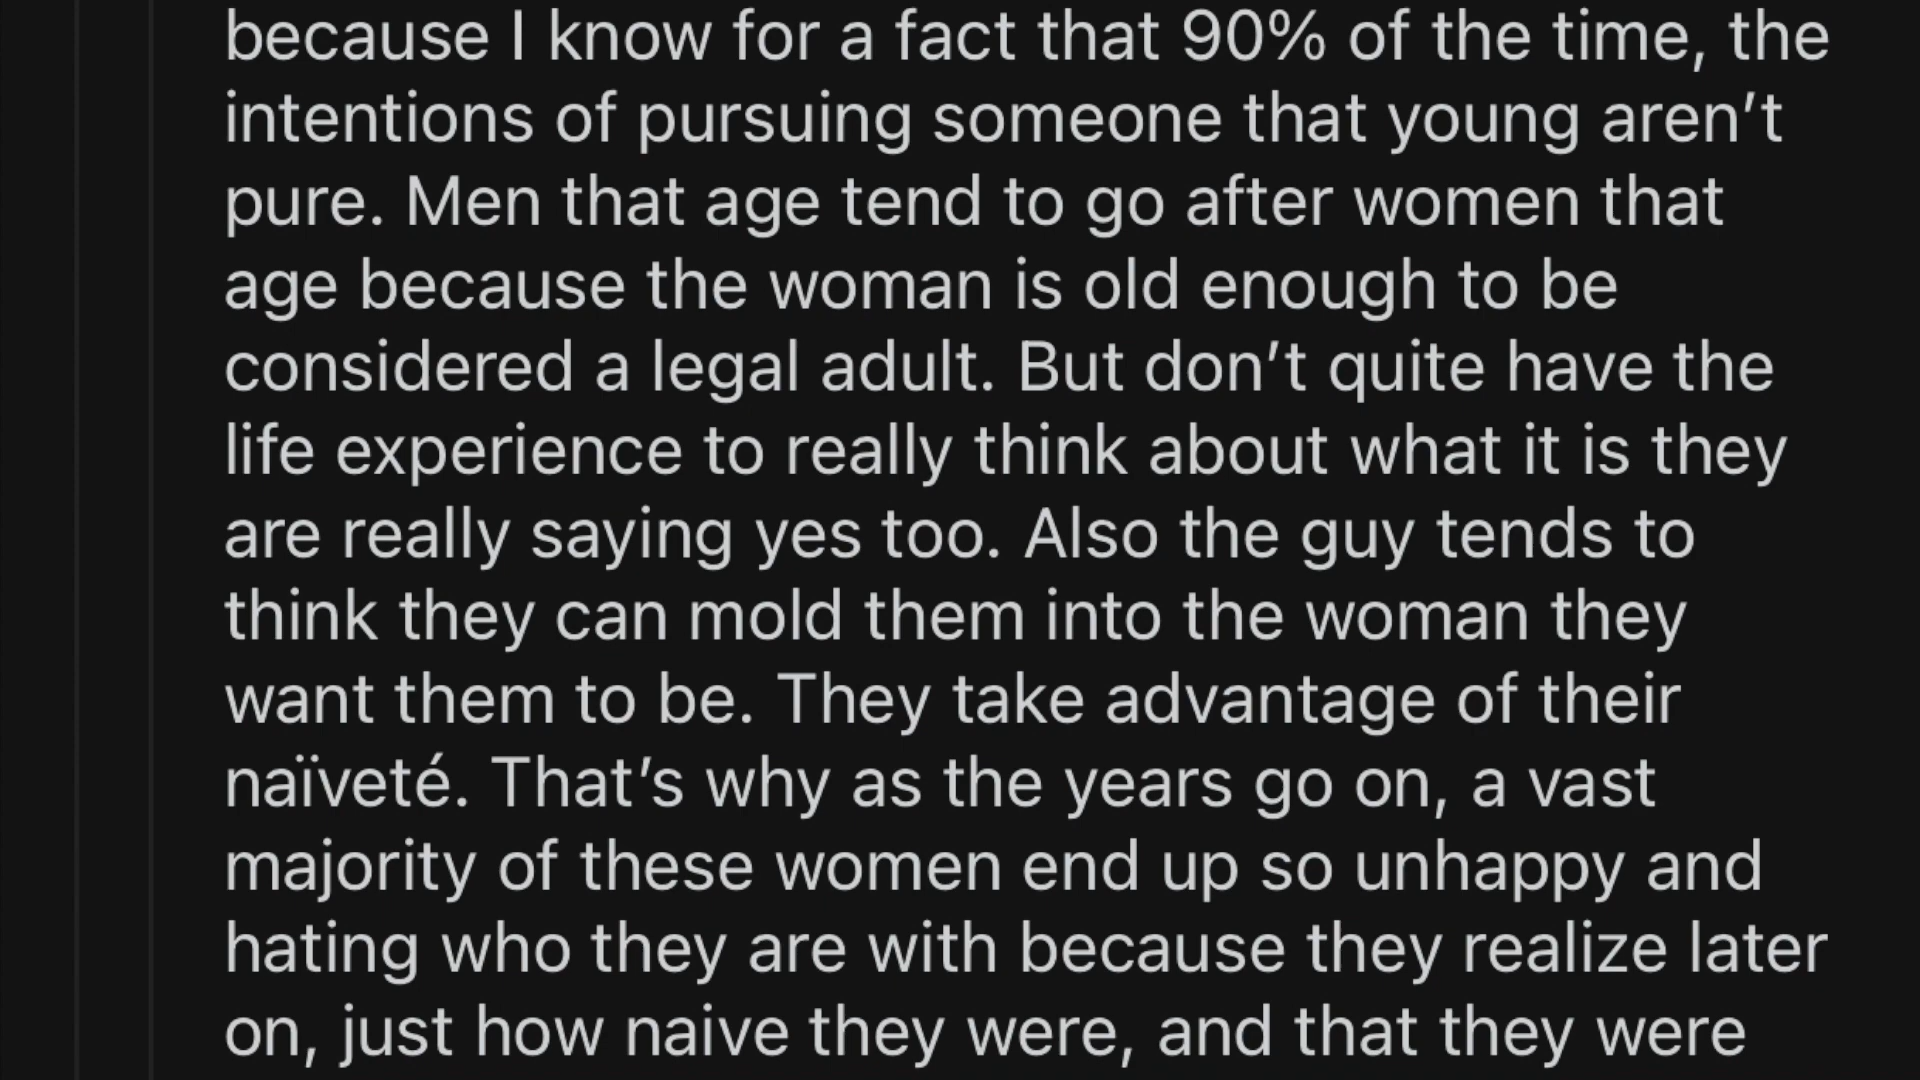 because I know for a fact that 90% of the time, the
intentions of pursuing someone that young aren’t
pure. Men that age tend to go after women that
age because the woman is old enough to be
considered a legal adult. But don’t quite have the
life experience to really think about what it is they
are really saying yes too. Also the guy tends to
think they can mold them into the woman they
want them to be. They take advantage of their
naïveté. That’s why as the years go on, a vast
majority of these women end up so unhappy and
hating who they are with because they realize later
on, just how naive they were, and that they were